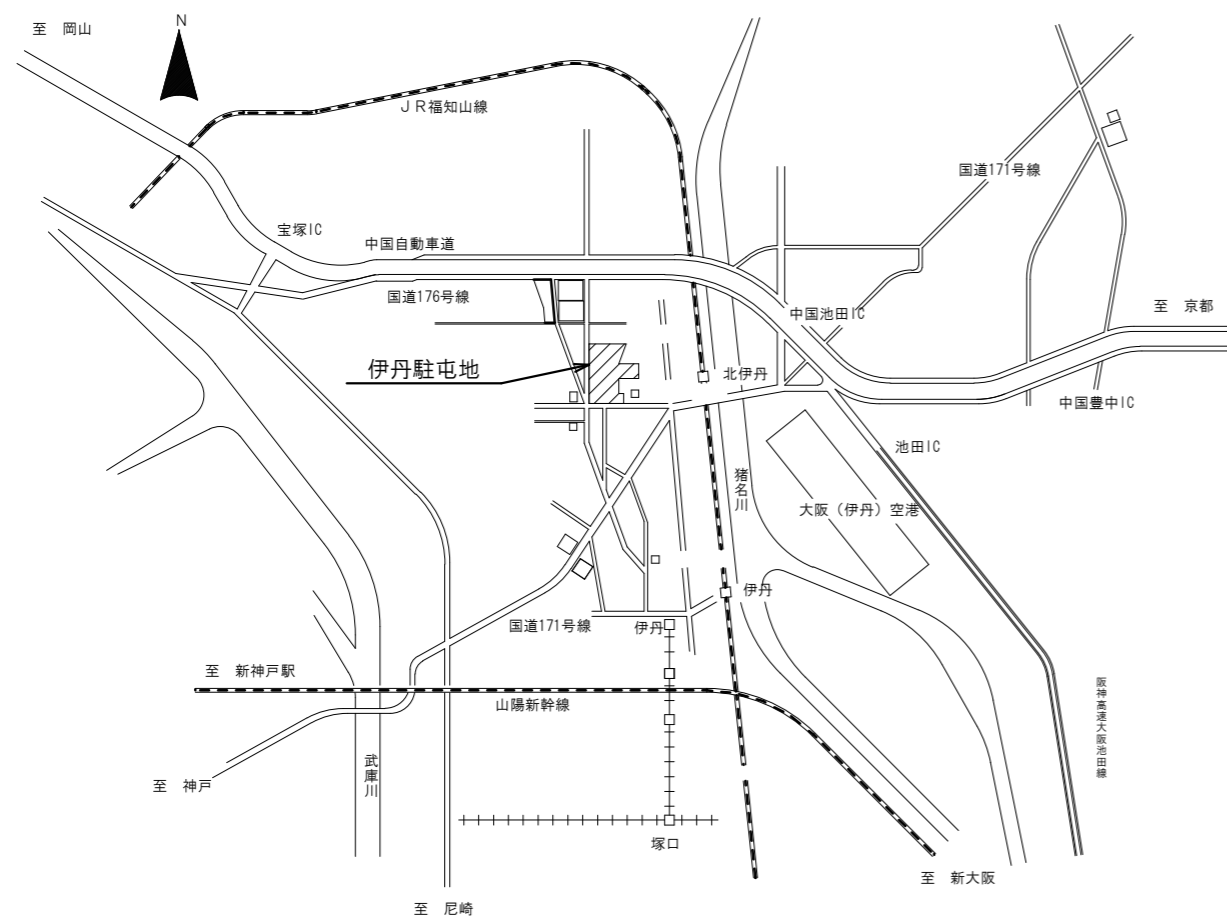 至　岡山
N
ＪＲ福知山線
国道171号線
宝塚IC
中国自動車道
国道176号線
中国池田IC
至　京都
伊丹駐屯地
北伊丹
中国豊中IC
池田IC
猪名川
大阪（伊丹）空港
伊丹
国道171号線
伊丹
至　新神戸駅
山陽新幹線
阪神高速大阪池田線
武庫川
至　神戸
塚口
至　新大阪
至　尼崎